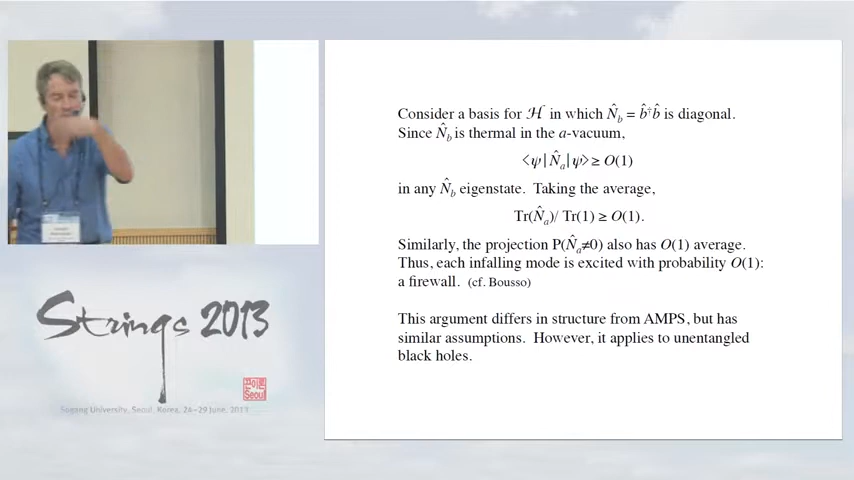 Consider a basis for ℋ in which N̂_b = b̂†b̂ is diagonal.
Since N̂_b is thermal in the a-vacuum,
<ψ|N̂_a|ψ> ≥ O(1)
in any N̂_b eigenstate.  Taking the average,
Tr(N̂_a)/ Tr(1) ≥ O(1).
Similarly, the projection P(N̂_a≠0) also has O(1) average.
Thus, each infalling mode is excited with probability O(1):
a firewall.  (cf. Bousso)
This argument differs in structure from AMPS, but has
similar assumptions.  However, it applies to unentangled
black holes.
Strings 2013
Seoul
Sogang University, Seoul, Korea, 24-29 June, 2013